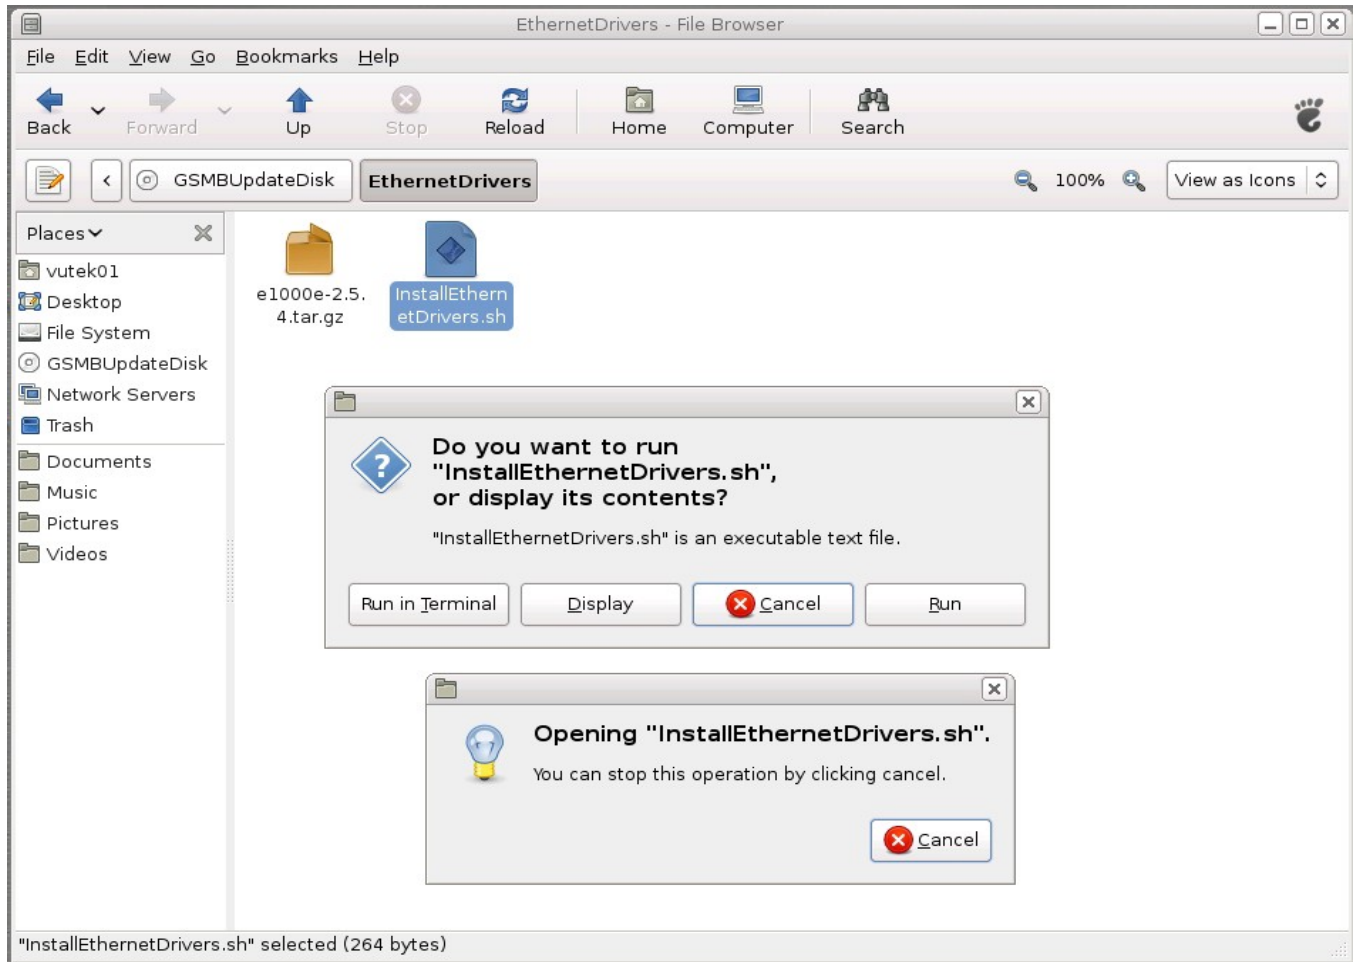 EthernetDrivers - File Browser
File Edit View Go Bookmarks Help
Back Forward Up Stop Reload Home Computer Search
GSMBUpdateDisk EthernetDrivers 100% View as Icons
Places
vutek01
Desktop
File System
GSMBUpdateDisk
Network Servers
Trash
Documents
Music
Pictures
Videos
e1000e-2.5.
4.tar.gz
InstallEthern
etDrivers.sh
Do you want to run
"InstallEthernetDrivers.sh",
or display its contents?
"InstallEthernetDrivers.sh" is an executable text file.
Run in Terminal Display Cancel Run
Opening "InstallEthernetDrivers.sh".
You can stop this operation by clicking cancel.
Cancel
"InstallEthernetDrivers.sh" selected (264 bytes)